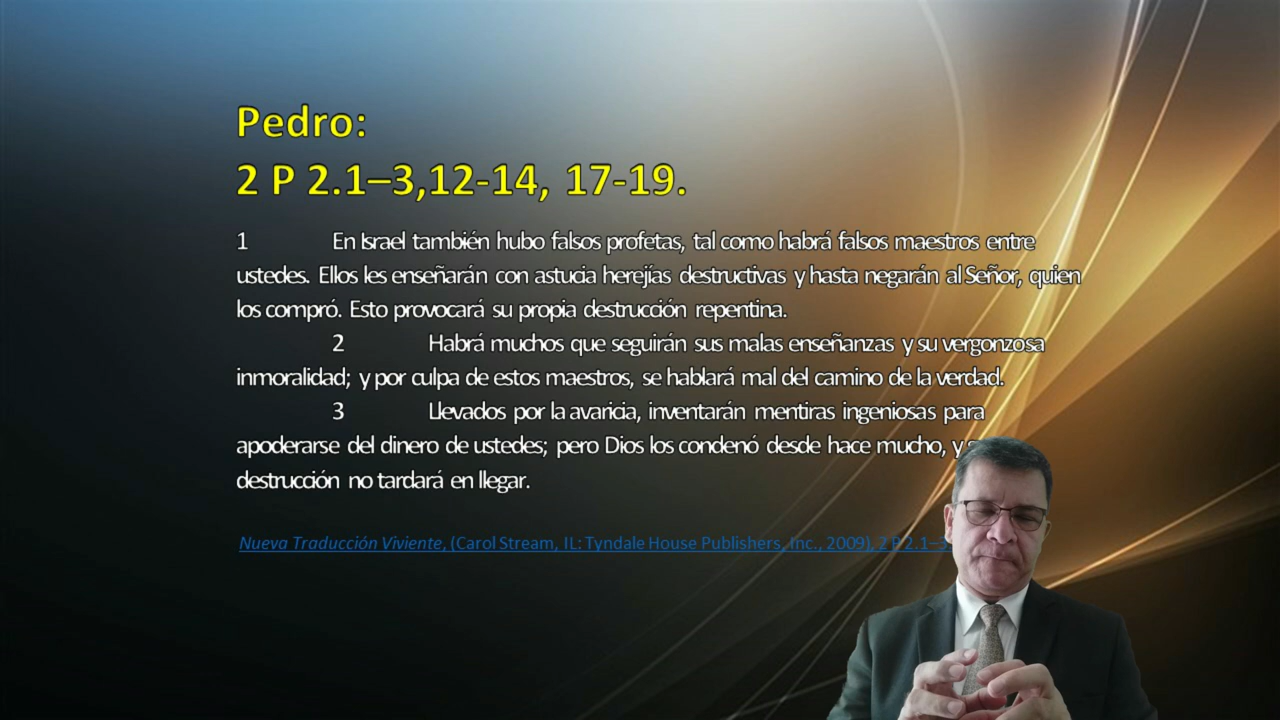 Pedro:
2 P 2.1–3,12-14, 17-19.
1 En Israel también hubo falsos profetas, tal como habrá falsos maestros entre
ustedes. Ellos les enseñarán con astucia herejías destructivas y hasta negarán al Señor, quien
los compró. Esto provocará su propia destrucción repentina.
2 Habrá muchos que seguirán sus malas enseñanzas y su vergonzosa
inmoralidad; y por culpa de estos maestros, se hablará mal del camino de la verdad.
3 Llevados por la avaricia, inventarán mentiras ingeniosas para
apoderarse del dinero de ustedes; pero Dios los condenó desde hace mucho, y
destrucción no tardará en llegar.
Nueva Traducción Viviente, (Carol Stream, IL: Tyndale House Publishers, Inc., 2009), 2 P 2.1–3